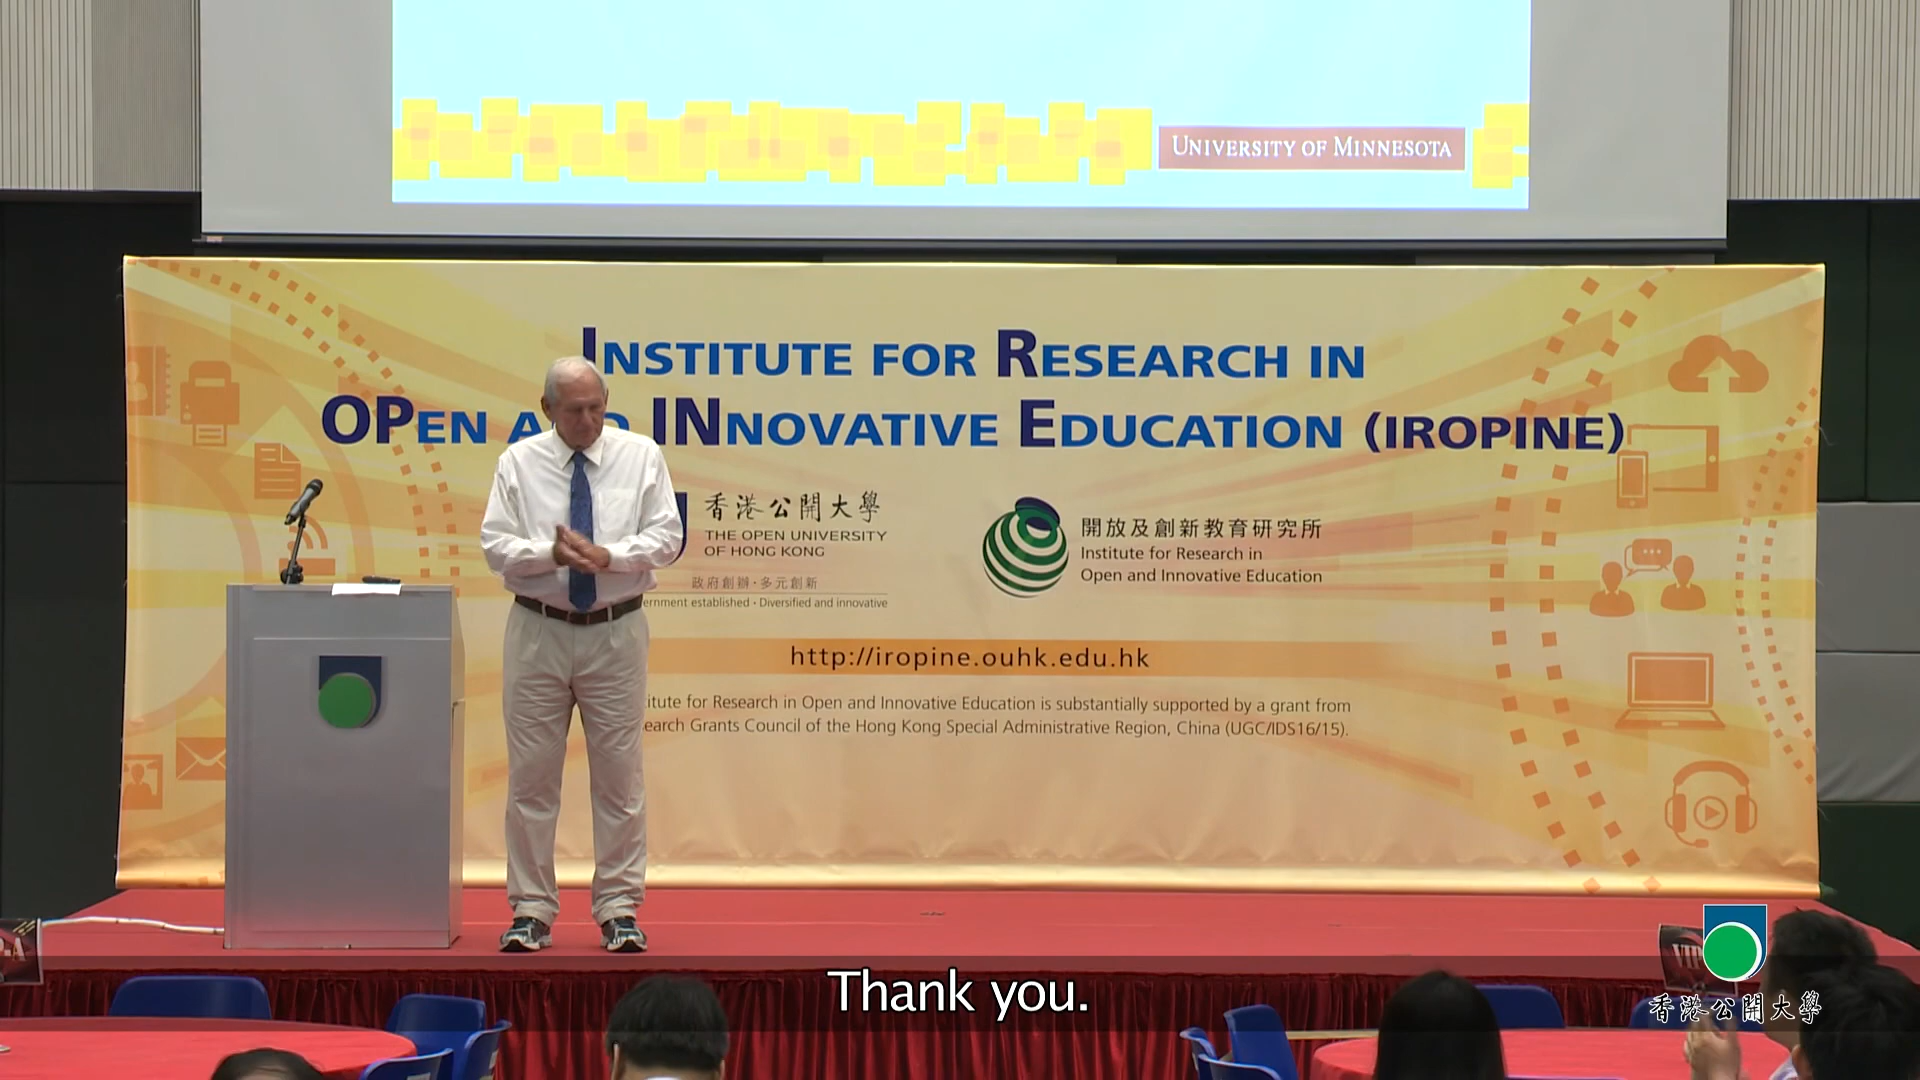 UNIVERSITY OF MINNESOTA
INSTITUTE FOR RESEARCH IN
OPEN AND INNOVATIVE EDUCATION (IROPINE)
香港公開大學
THE OPEN UNIVERSITY
OF HONG KONG
政府創辦·多元創新
ernment established · Diversified and innovative
開放及創新教育研究所
Institute for Research in
Open and Innovative Education
http://iropine.ouhk.edu.hk
itute for Research in Open and Innovative Education is substantially supported by a grant from
earch Grants Council of the Hong Kong Special Administrative Region, China (UGC/IDS16/15).
VIP
Thank you.
香港公開大學